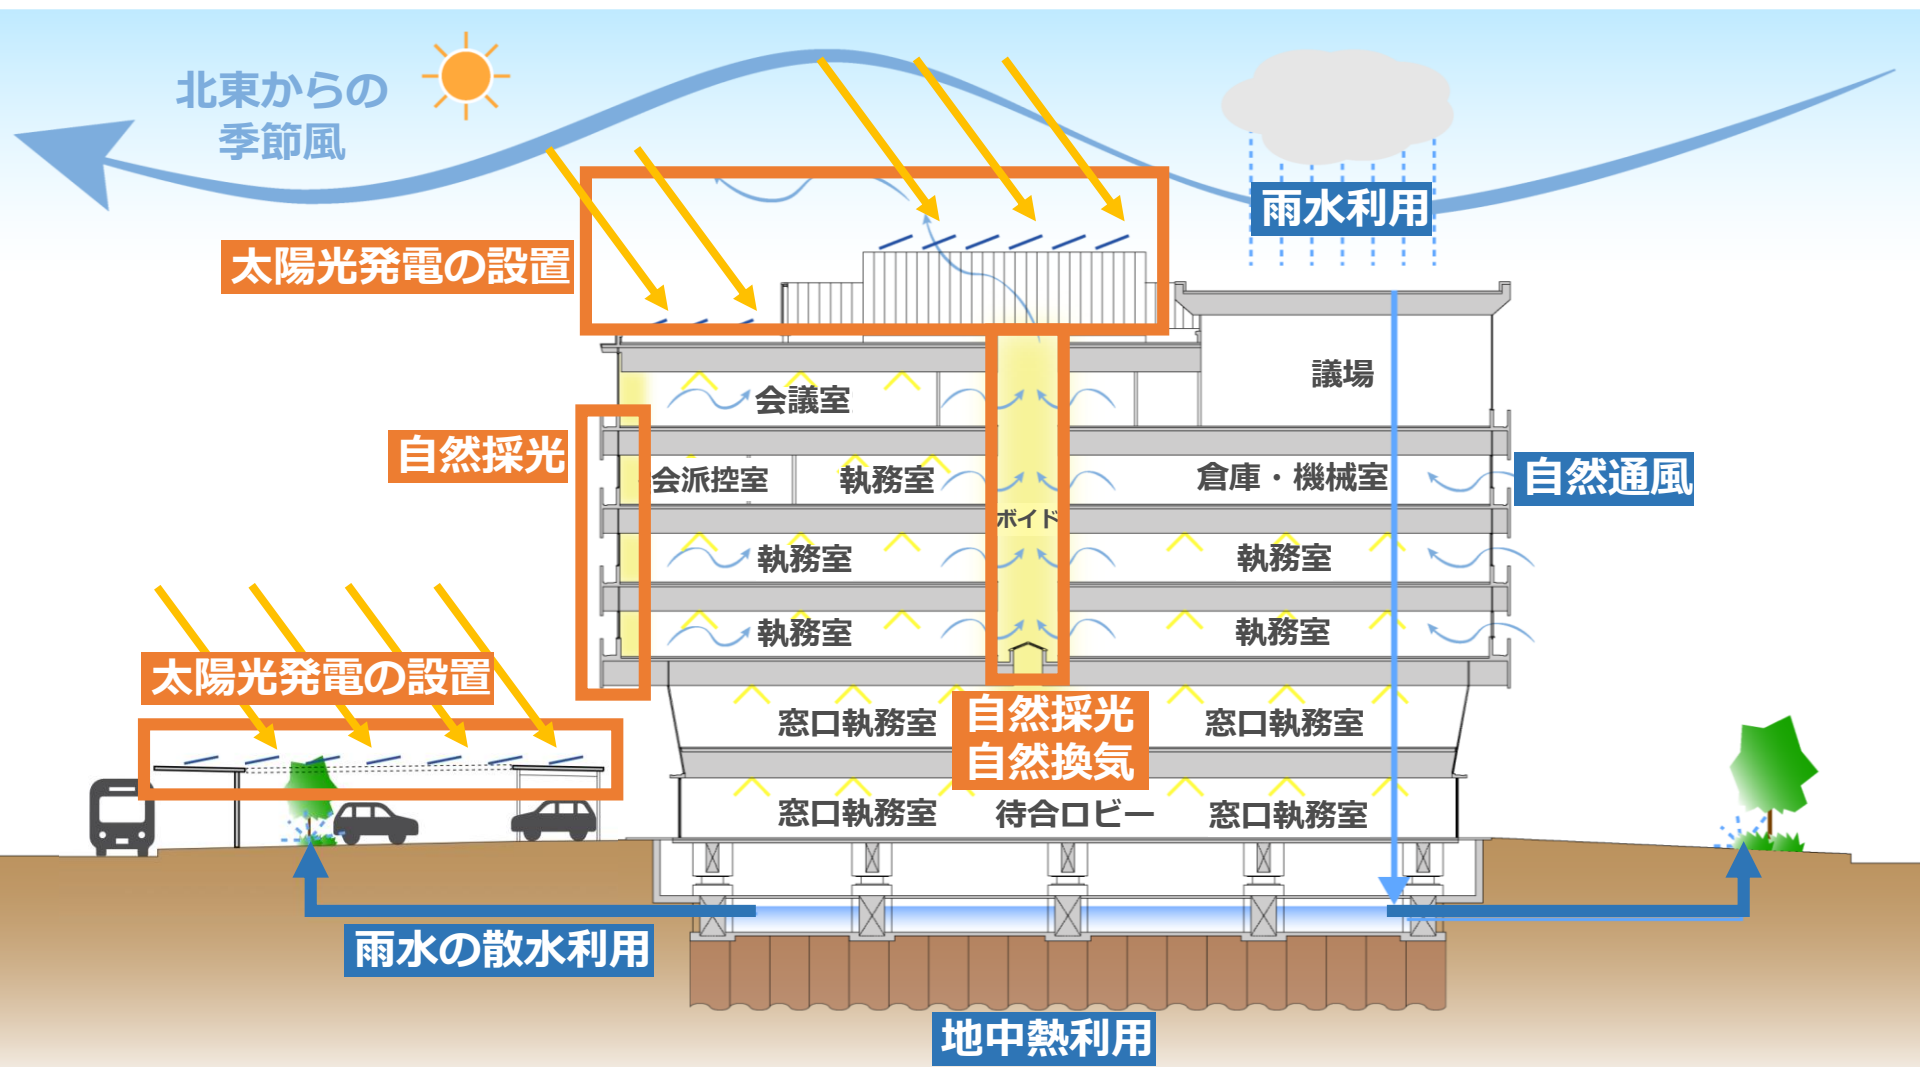 北東からの
季節風
雨水利用
太陽光発電の設置
議場
会議室
自然採光
会派控室
執務室
倉庫・機械室
自然通風
ボイド
執務室
執務室
執務室
執務室
太陽光発電の設置
窓口執務室
自然採光
自然換気
窓口執務室
窓口執務室
待合ロビー
窓口執務室
雨水の散水利用
地中熱利用